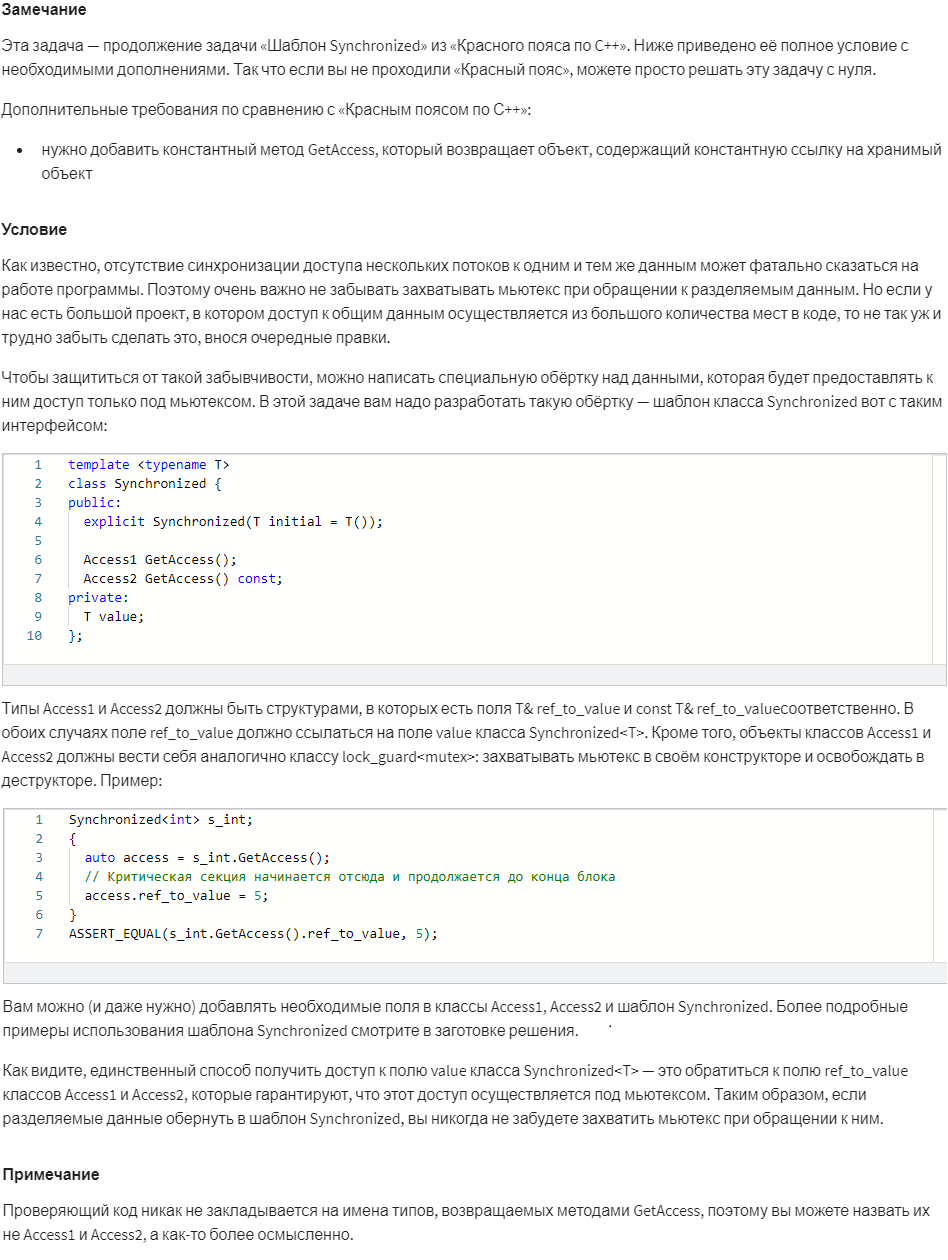 Замечание
Эта задача — продолжение задачи «Шаблон Synchronized» из «Красного пояса по C++». Ниже приведено её полное условие с
необходимыми дополнениями. Так что если вы не проходили «Красный пояс», можете просто решать эту задачу с нуля.
Дополнительные требования по сравнению с «Красным поясом по C++»:
• нужно добавить константный метод GetAccess, который возвращает объект, содержащий константную ссылку на хранимый
объект
Условие
Как известно, отсутствие синхронизации доступа нескольких потоков к одним и тем же данным может фатально сказаться на
работе программы. Поэтому очень важно не забывать захватывать мьютекс при обращении к разделяемым данным. Но если у
нас есть большой проект, в котором доступ к общим данным осуществляется из большого количества мест в коде, то не так уж и
трудно забыть сделать это, внося очередные правки.
Чтобы защититься от такой забывчивости, можно написать специальную обёртку над данными, которая будет предоставлять к
ним доступ только под мьютексом. В этой задаче вам надо разработать такую обёртку — шаблон класса Synchronized вот с таким
интерфейсом:
1 template <typename T>
2 class Synchronized {
3 public:
4   explicit Synchronized(T initial = T());
5
6   Access1 GetAccess();
7   Access2 GetAccess() const;
8 private:
9   T value;
10 };
Типы Access1 и Access2 должны быть структурами, в которых есть поля T& ref_to_value и const T& ref_to_valueсоответственно. В
обоих случаях поле ref_to_value должно ссылаться на поле value класса Synchronized<T>. Кроме того, объекты классов Access1 и
Access2 должны вести себя аналогично классу lock_guard<mutex>: захватывать мьютекс в своём конструкторе и освобождать в
деструкторе. Пример:
1 Synchronized<int> s_int;
2 {
3   auto access = s_int.GetAccess();
4   // Критическая секция начинается отсюда и продолжается до конца блока
5   access.ref_to_value = 5;
6 }
7 ASSERT_EQUAL(s_int.GetAccess().ref_to_value, 5);
Вам можно (и даже нужно) добавлять необходимые поля в классы Access1, Access2 и шаблон Synchronized. Более подробные
примеры использования шаблона Synchronized смотрите в заготовке решения.
Как видите, единственный способ получить доступ к полю value класса Synchronized<T> — это обратиться к полю ref_to_value
классов Access1 и Access2, которые гарантируют, что этот доступ осуществляется под мьютексом. Таким образом, если
разделяемые данные обернуть в шаблон Synchronized, вы никогда не забудете захватить мьютекс при обращении к ним.
Примечание
Проверяющий код никак не закладывается на имена типов, возвращаемых методами GetAccess, поэтому вы можете назвать их
не Access1 и Access2, а как-то более осмысленно.